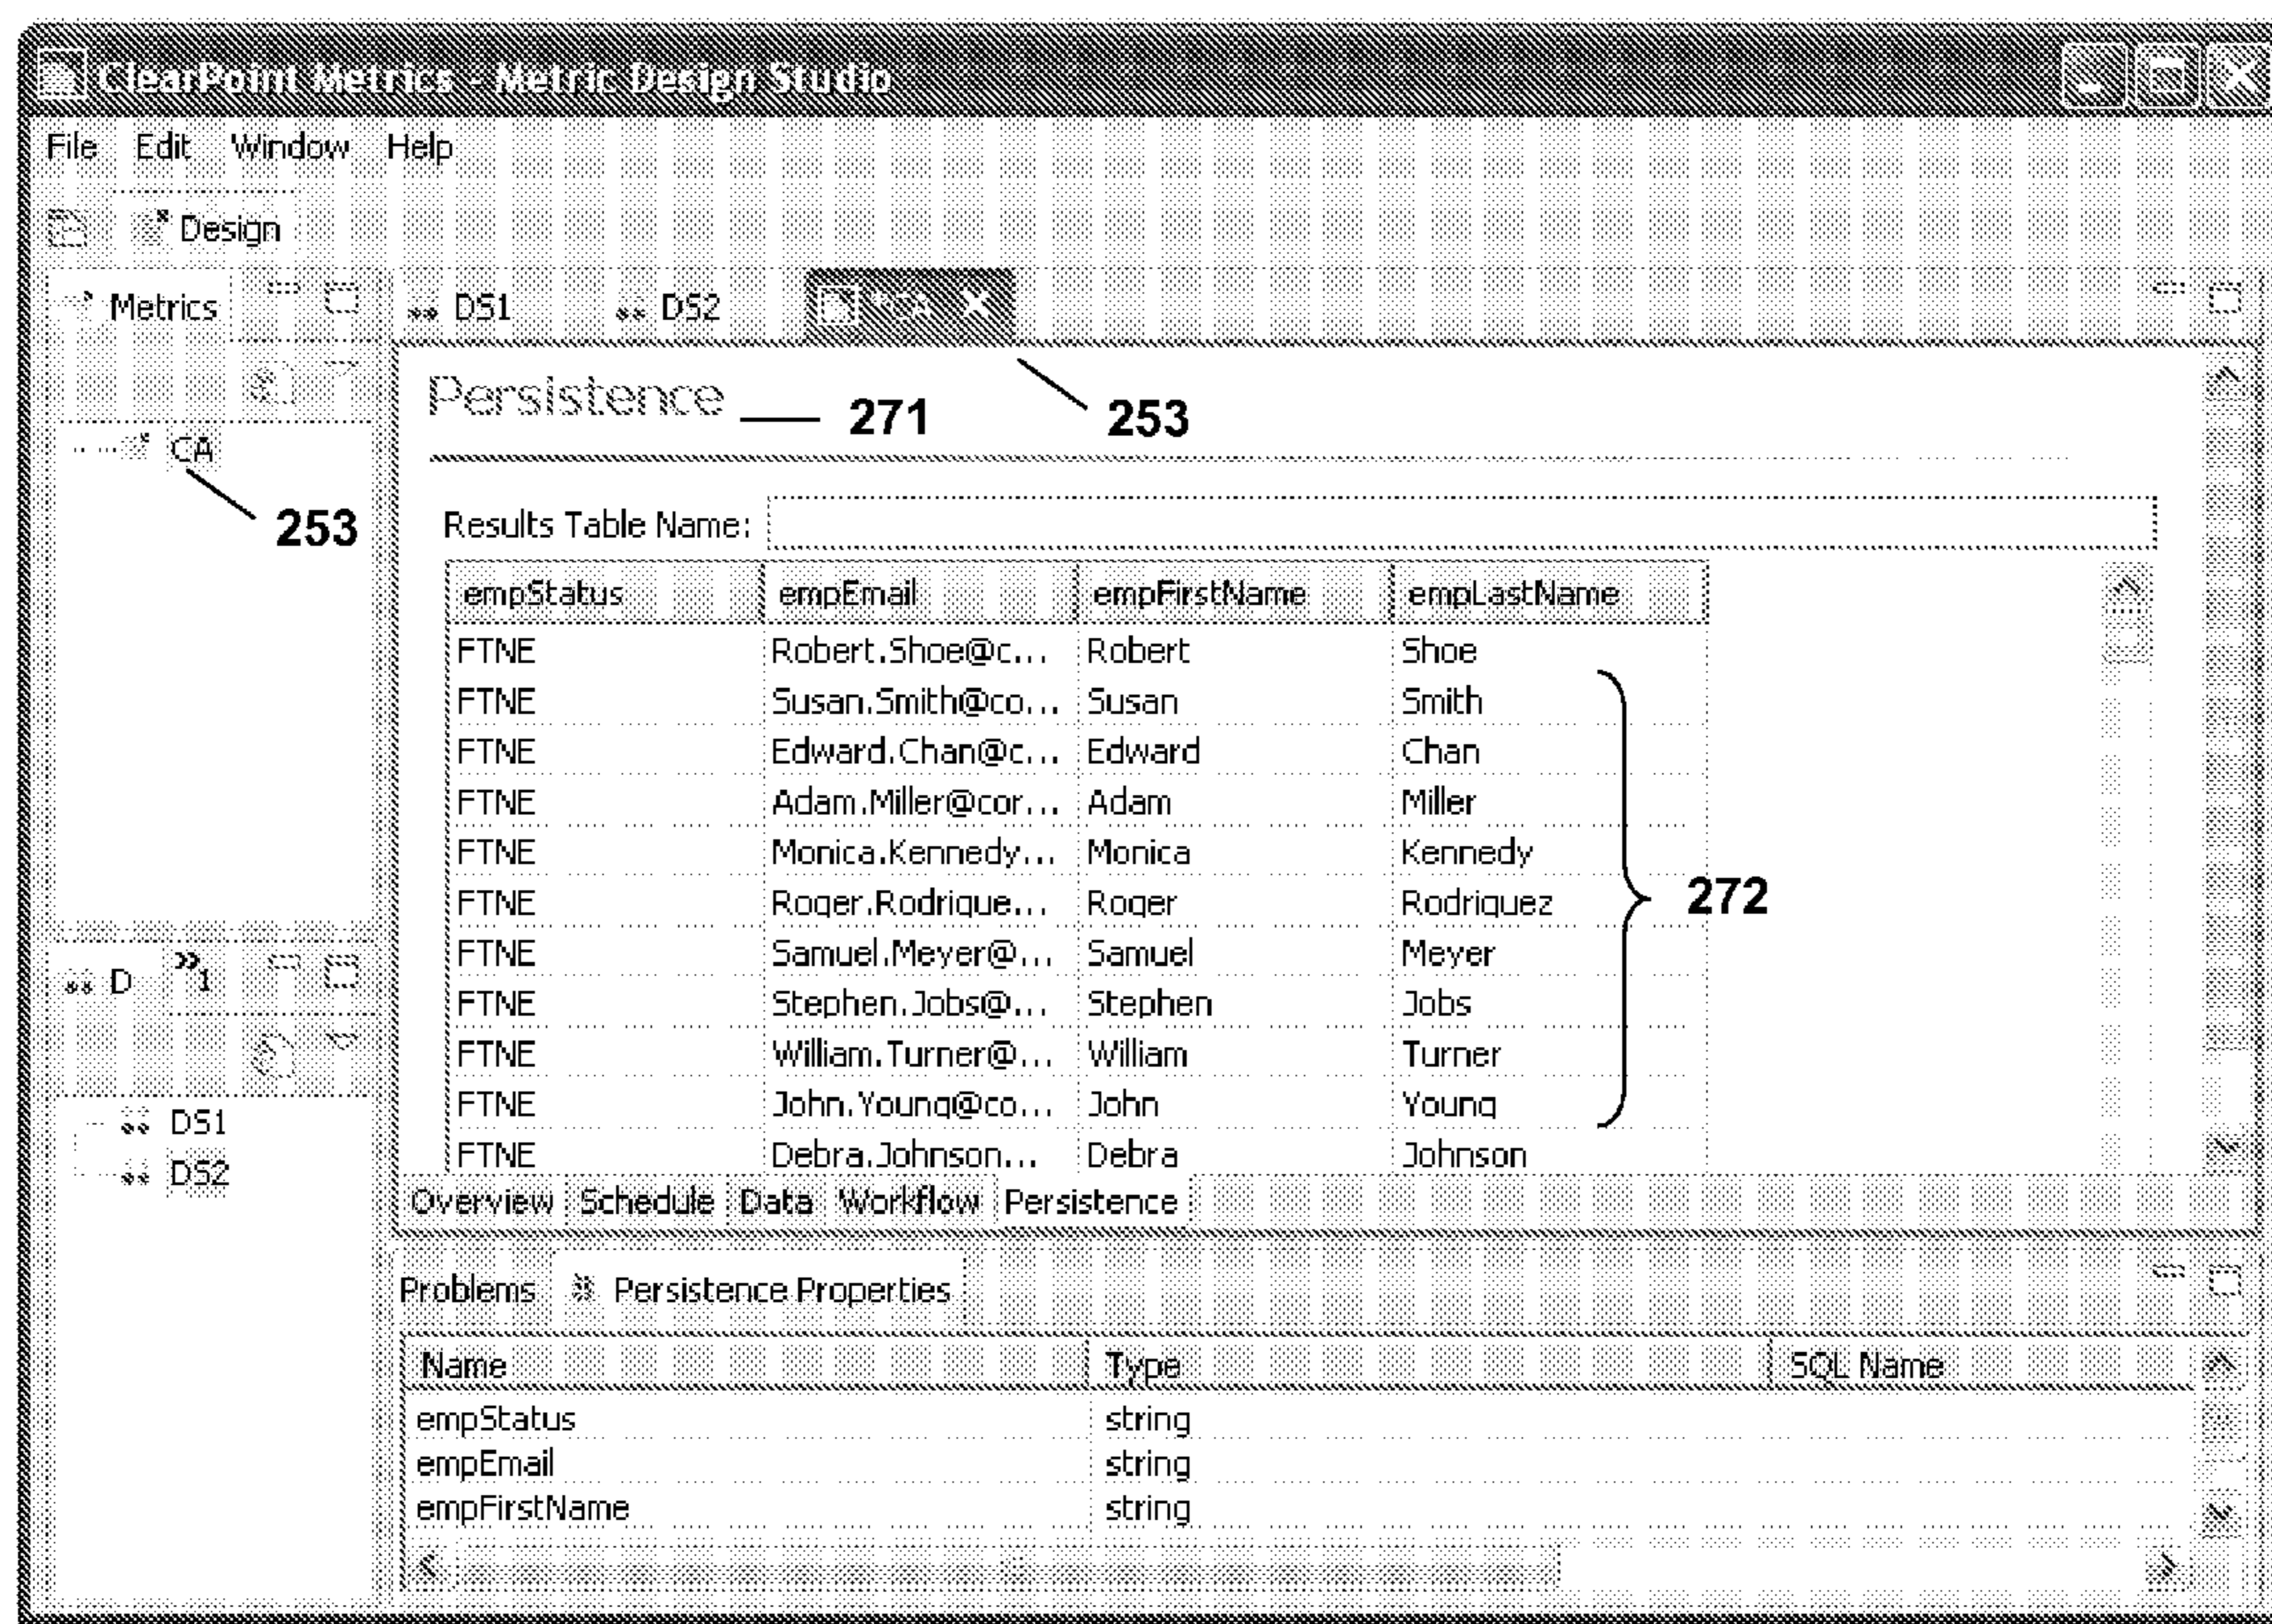 ClearPoint Metrics - Metric Design Studio
File Edit Window Help
Design
Metrics
CA
253
DS1 DS2 *CA
Persistence 271 253
Results Table Name:
empStatus empEmail empFirstName empLastName
FTNE Robert.Shoe@c... Robert Shoe
FTNE Susan.Smith@co... Susan Smith
FTNE Edward.Chan@c... Edward Chan
FTNE Adam.Miller@cor... Adam Miller
FTNE Monica.Kennedy... Monica Kennedy
FTNE Roger.Rodrigue... Roger Rodriguez
FTNE Samuel.Meyer@... Samuel Meyer
FTNE Stephen.Jobs@... Stephen Jobs
FTNE William.Turner@... William Turner
FTNE John.Young@co... John Young
FTNE Debra.Johnson... Debra Johnson
272
Overview Schedule Data Workflow Persistence
D »1
DS1
DS2
Problems Persistence Properties
Name Type SQL Name
empStatus string
empEmail string
empFirstName string